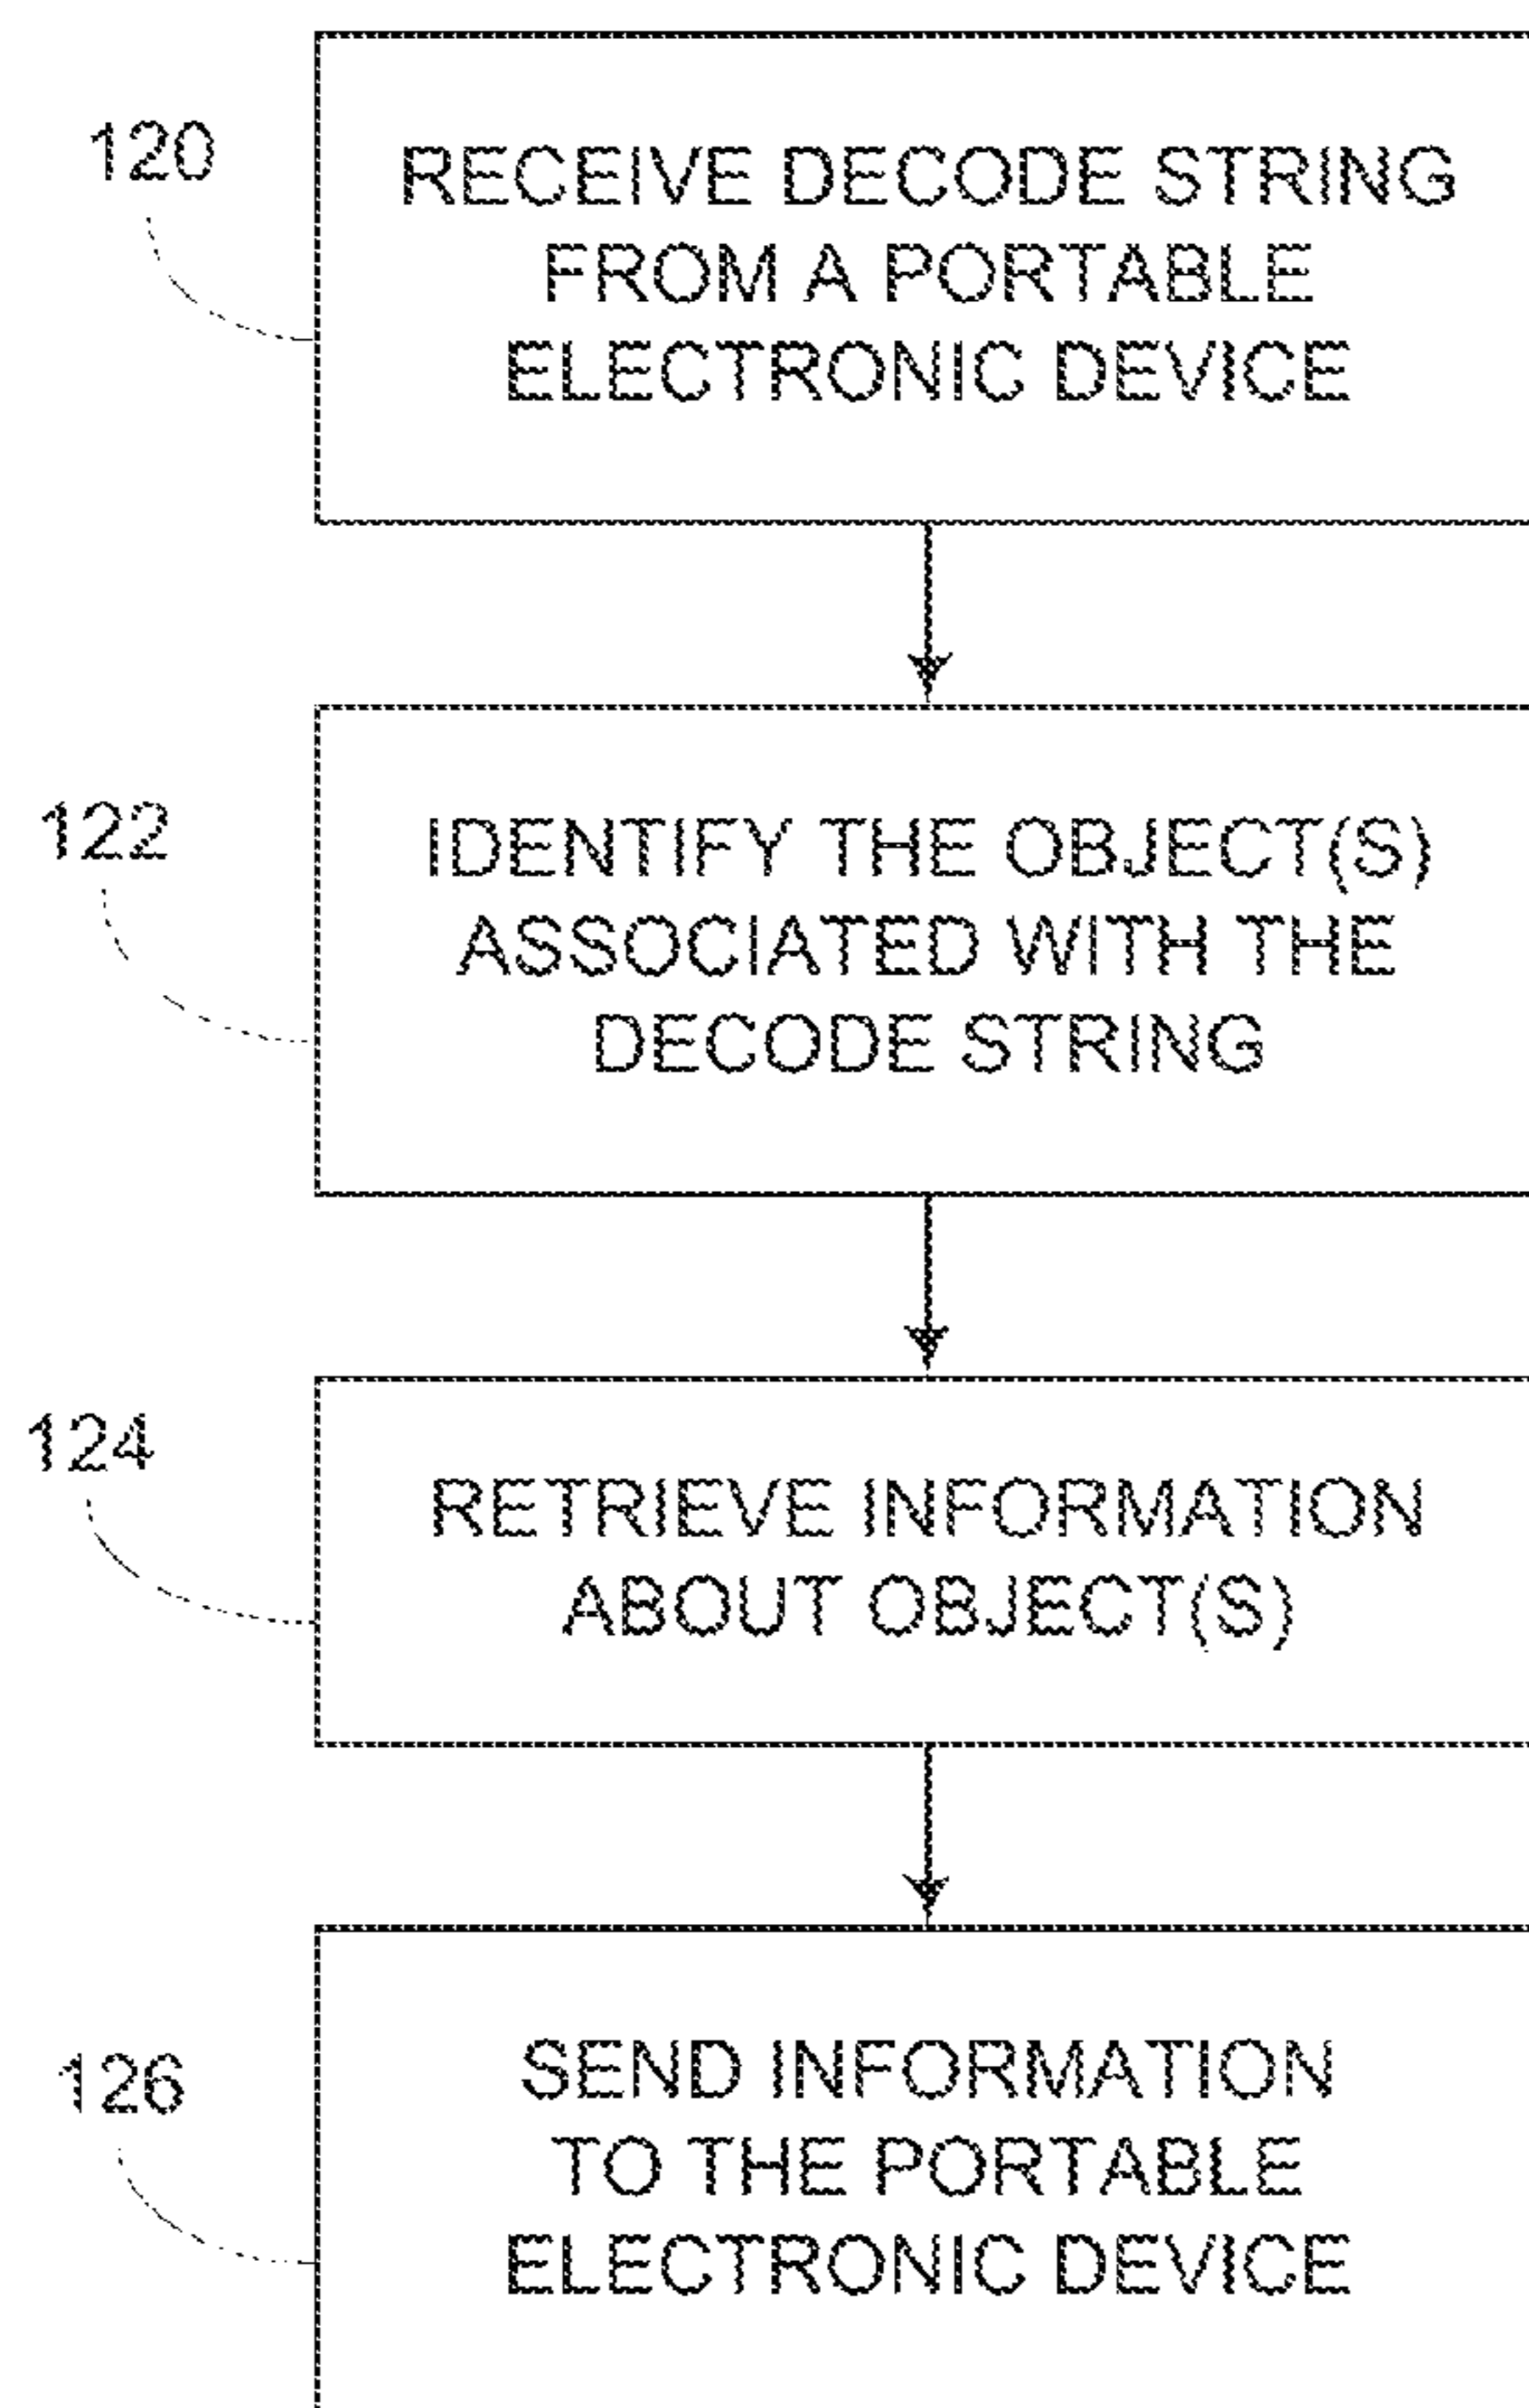 120
RECEIVE DECODE STRING
FROM A PORTABLE
ELECTRONIC DEVICE
122
IDENTIFY THE OBJECT(S)
ASSOCIATED WITH THE
DECODE STRING
124
RETRIEVE INFORMATION
ABOUT OBJECT(S)
126
SEND INFORMATION
TO THE PORTABLE
ELECTRONIC DEVICE